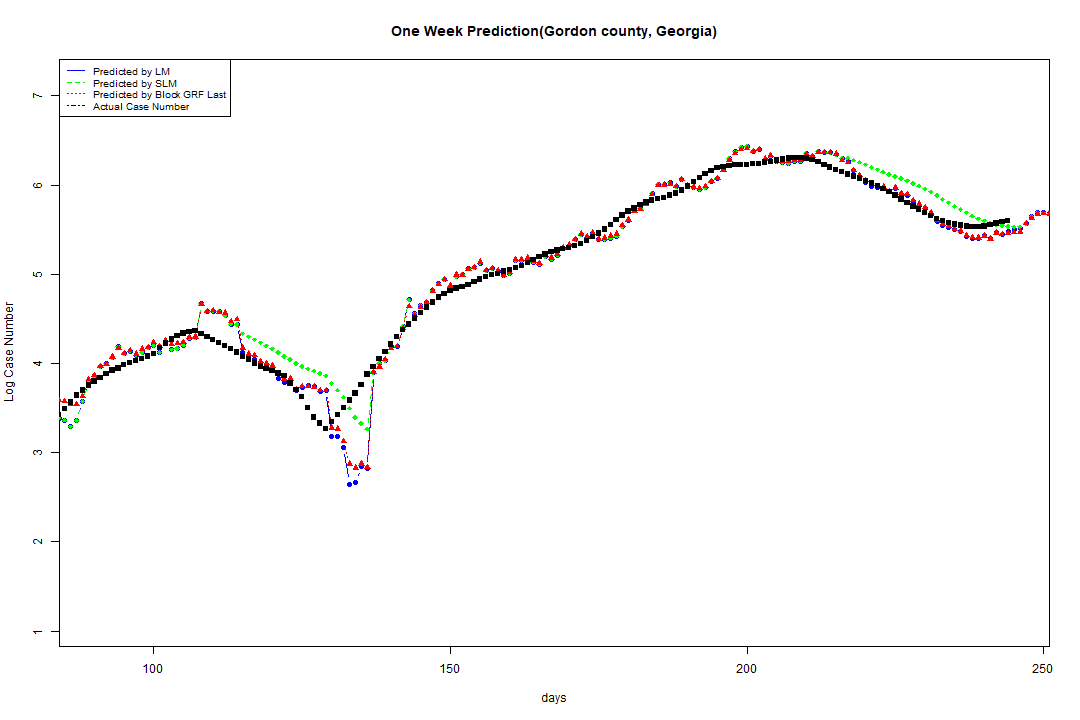 One Week Prediction(Gordon county, Georgia)
Predicted by LM
Predicted by SLM
Predicted by Block GRF Last
Actual Case Number
Log Case Number
7
6
5
4
3
2
1
100
150
200
250
days